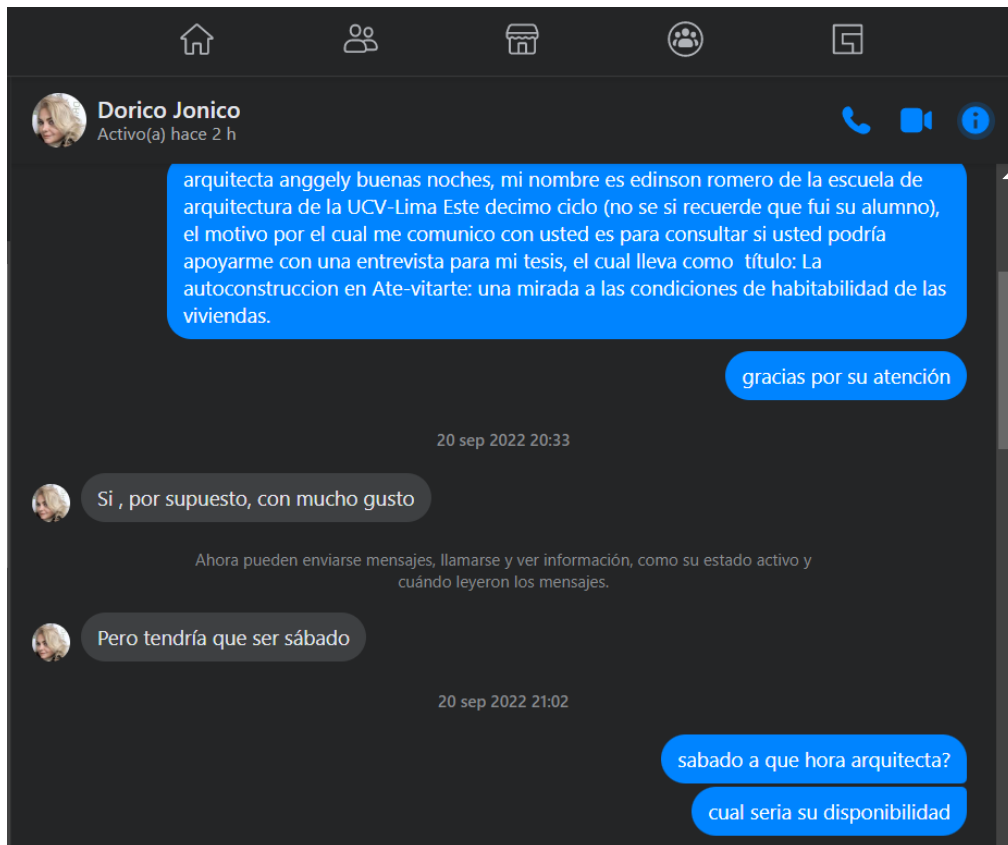 Dorico Jonico
Activo(a) hace 2 h
arquitecta anggely buenas noches, mi nombre es edinson romero de la escuela de
arquitectura de la UCV-Lima Este decimo ciclo (no se si recuerde que fui su alumno),
el motivo por el cual me comunico con usted es para consultar si usted podría
apoyarme con una entrevista para mi tesis, el cual lleva como título: La
autoconstruccion en Ate-vitarte: una mirada a las condiciones de habitabilidad de las
viviendas.
gracias por su atención
20 sep 2022 20:33
Si , por supuesto, con mucho gusto
Ahora pueden enviarse mensajes, llamarse y ver información, como su estado activo y
cuándo leyeron los mensajes.
Pero tendría que ser sábado
20 sep 2022 21:02
sabado a que hora arquitecta?
cual seria su disponibilidad